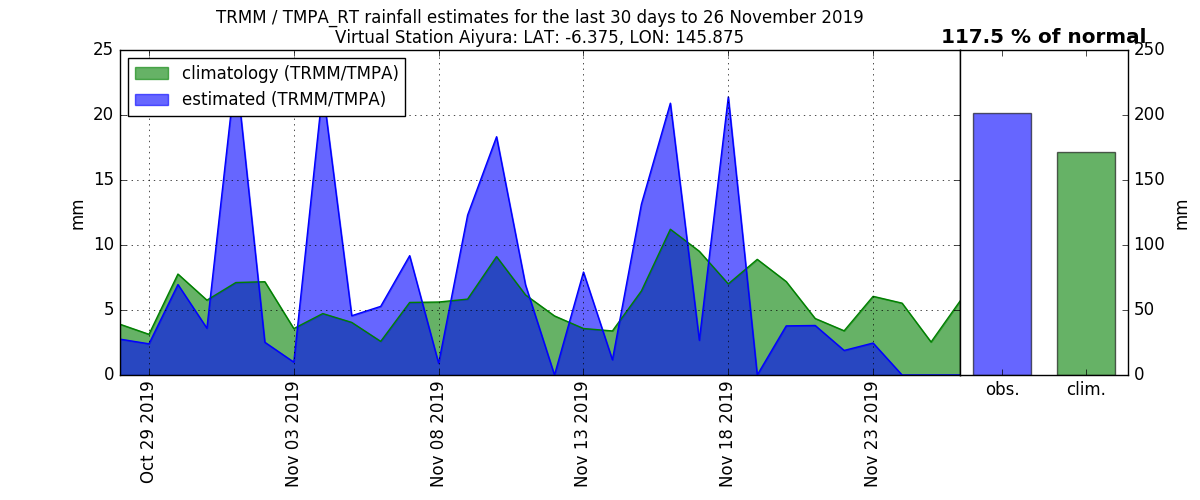 TRMM / TMPA_RT rainfall estimates for the last 30 days to 26 November 2019
Virtual Station Aiyura: LAT: -6.375, LON: 145.875
117.5 % of normal
climatology (TRMM/TMPA)
estimated (TRMM/TMPA)
25
20
15
10
5
0
mm
250
200
150
100
50
0
mm
Oct 29 2019
Nov 03 2019
Nov 08 2019
Nov 13 2019
Nov 18 2019
Nov 23 2019
obs.
clim.